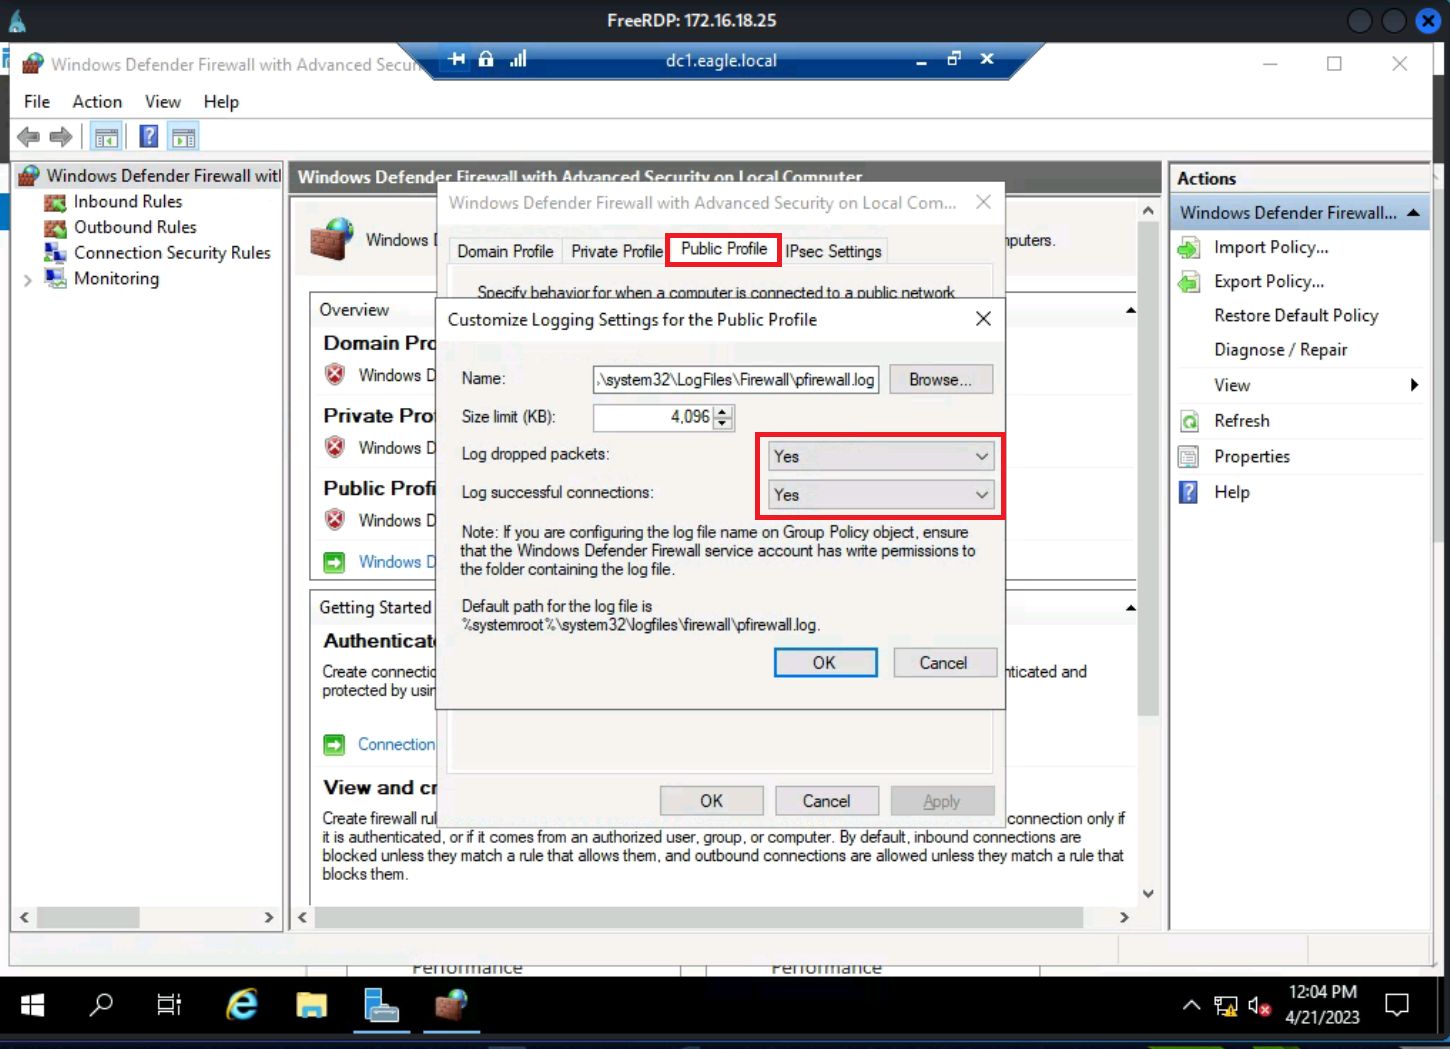 FreeRDP: 172.16.18.25
Windows Defender Firewall with Advanced Secur
dc1.eagle.local
File Action View Help
Windows Defender Firewall wit
Inbound Rules
Outbound Rules
Connection Security Rules
Monitoring
Windows Defender Firewall with Advanced Security on Local Computer
Windows
nputers.
Overview
Domain Pro
Windows D
Private Prof
Windows D
Public Profi
Windows D
Windows D
Getting Started
Authenticate
Create connectio
nticated and
protected by usin
Connection
View and cr
Create firewall rul
connection only if
it is authenticated, or if it comes from an authorized user, group, or computer. By default, inbound connections are
blocked unless they match a rule that allows them, and outbound connections are allowed unless they match a rule that
blocks them.
Windows Defender Firewall with Advanced Security on Local Com...
Domain Profile Private Profile Public Profile IPsec Settings
Specify behavior for when a computer is connected to a public network
Customize Logging Settings for the Public Profile
Name: \system32\LogFiles\Firewall\pfirewall.log Browse...
Size limit (KB): 4,096
Log dropped packets: Yes
Log successful connections: Yes
Note: If you are configuring the log file name on Group Policy object, ensure
that the Windows Defender Firewall service account has write permissions to
the folder containing the log file.
Default path for the log file is
%systemroot%\system32\logfiles\firewall\pfirewall.log.
OK Cancel
OK Cancel Apply
Actions
Windows Defender Firewall...
Import Policy...
Export Policy...
Restore Default Policy
Diagnose / Repair
View
Refresh
Properties
Help
Performance Performance
12:04 PM
4/21/2023